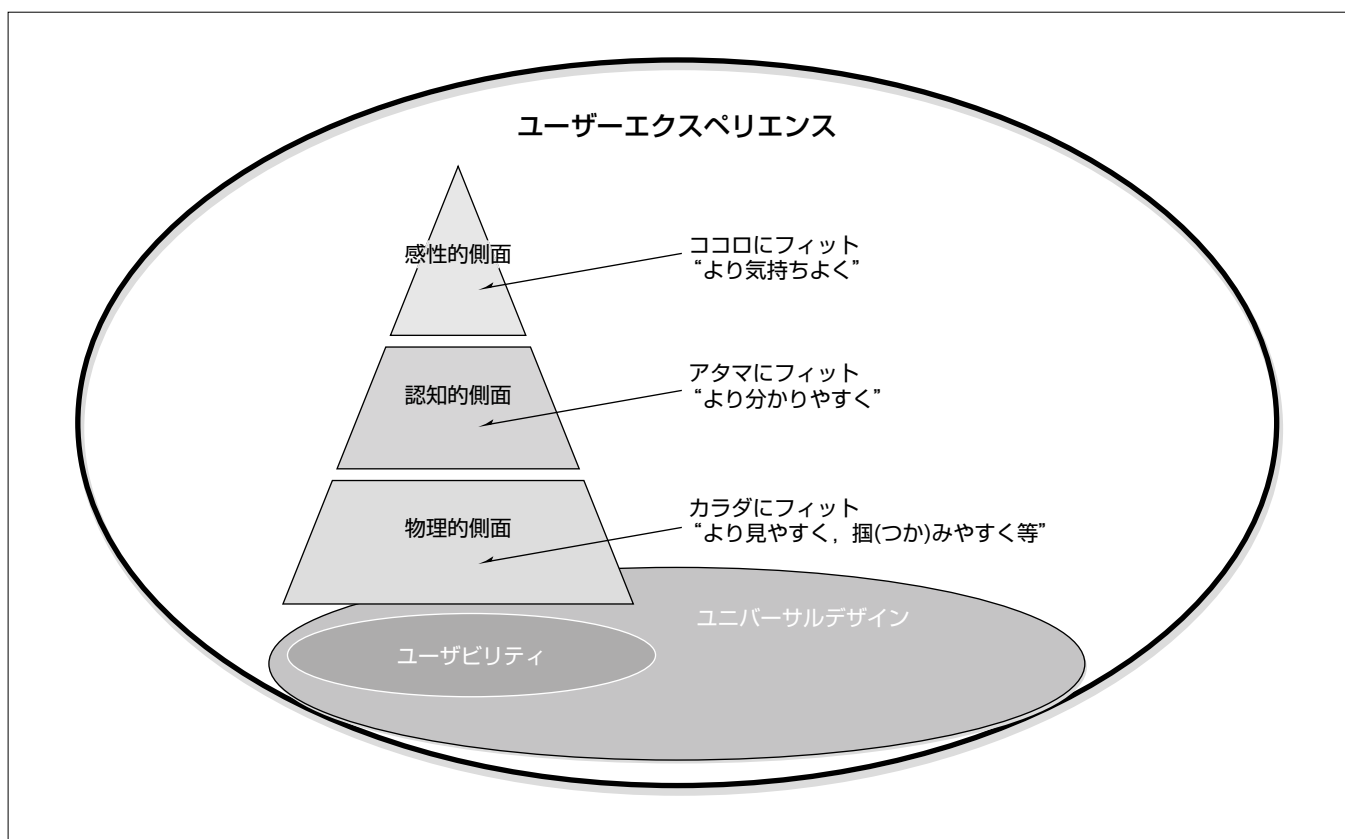 ユーザーエクスペリエンス
感性的側面
ココロにフィット
“より気持ちよく”
認知的側面
アタマにフィット
“より分かりやすく”
物理的側面
カラダにフィット
“より見やすく，掴(つか)みやすく等”
ユニバーサルデザイン
ユーザビリティ